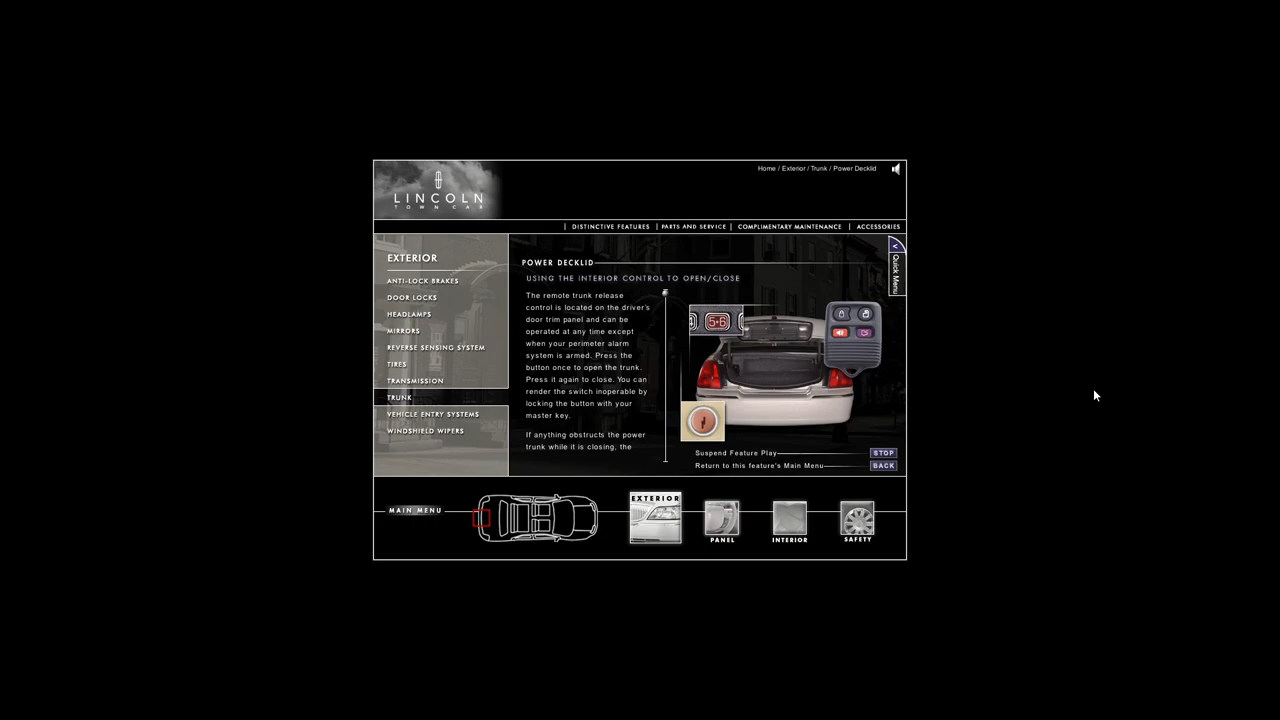 Home / Exterior / Trunk / Power Decklid
LINCOLN
TOWN CAR
DISTINCTIVE FEATURES
PARTS AND SERVICE
COMPLIMENTARY MAINTENANCE
ACCESSORIES
Quick Menu
EXTERIOR
ANTI-LOCK BRAKES
DOOR LOCKS
HEADLAMPS
MIRRORS
REVERSE SENSING SYSTEM
TIRES
TRANSMISSION
TRUNK
VEHICLE ENTRY SYSTEMS
WINDSHIELD WIPERS
POWER DECKLID
USING THE INTERIOR CONTROL TO OPEN/CLOSE
The remote trunk release
control is located on the driver's
door trim panel and can be
operated at any time except
when your perimeter alarm
system is armed. Press the
button once to open the trunk.
Press it again to close. You can
render the switch inoperable by
locking the button with your
master key.
If anything obstructs the power
trunk while it is closing, the
5•6
Suspend Feature Play
STOP
Return to this feature's Main Menu
BACK
MAIN MENU
EXTERIOR
PANEL
INTERIOR
SAFETY